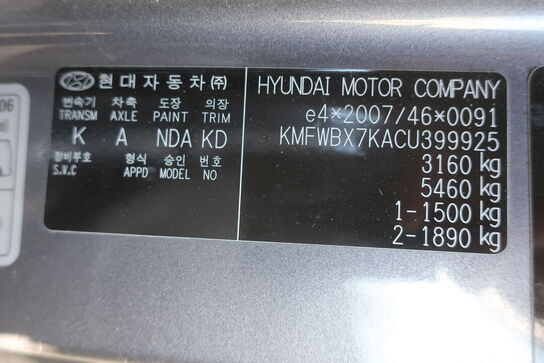 현대자동차㈜
변속기 차축 도장 의장
TRANSM AXLE PAINT TRIM
K A NDA KD
정비부호 형식 승인 번호
S.V.C APPD MODEL NO
HYUNDAI MOTOR COMPANY
e4*2007/46*0091
KMFWBX7KACU399925
3160 kg
5460 kg
1-1500 kg
2-1890 kg
06